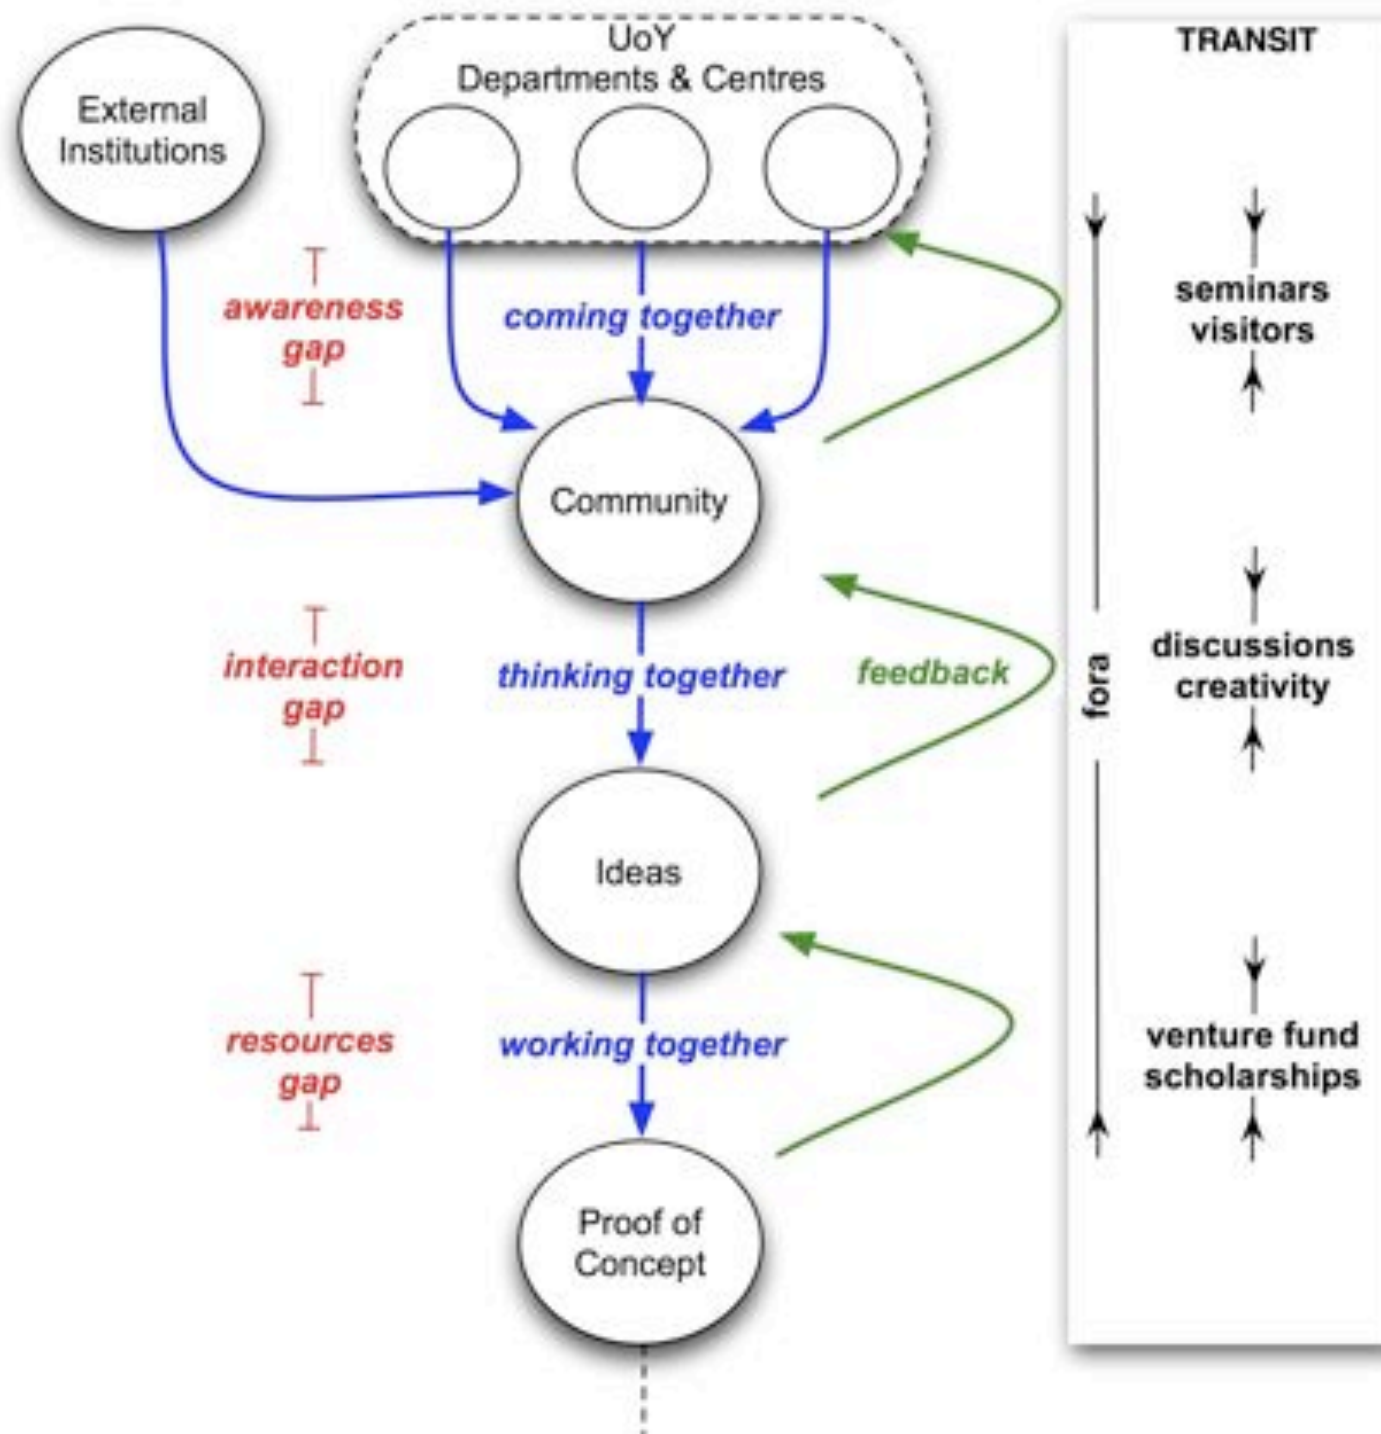 UoY
Departments & Centres
External
Institutions
TRANSIT
awareness
gap
coming together
seminars
visitors
Community
interaction
gap
thinking together
feedback
fora
discussions
creativity
Ideas
resources
gap
working together
venture fund
scholarships
Proof of
Concept